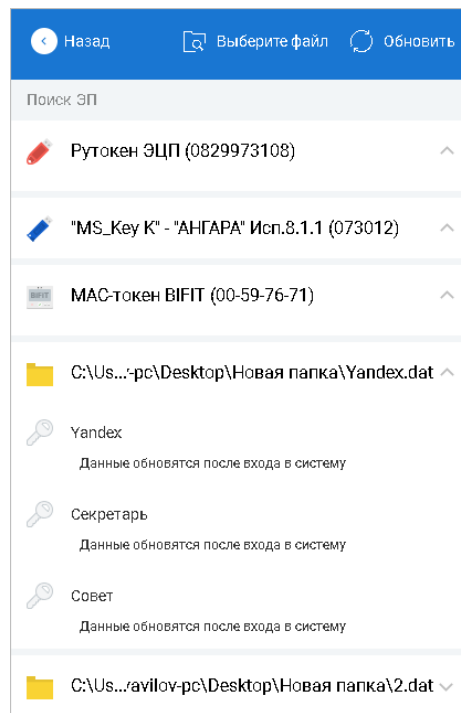 Назад Выберите файл Обновить
Поиск ЭП
Рутокен ЭЦП (0829973108)
"MS_Key K" - "АНГАРА" Исп.8.1.1 (073012)
BIFIT MAC-токен BIFIT (00-59-76-71)
C:\Us...r-pc\Desktop\Новая папка\Yandex.dat
Yandex
Данные обновятся после входа в систему
Секретарь
Данные обновятся после входа в систему
Совет
Данные обновятся после входа в систему
C:\Us.../avilov-pc\Desktop\Новая папка\2.dat